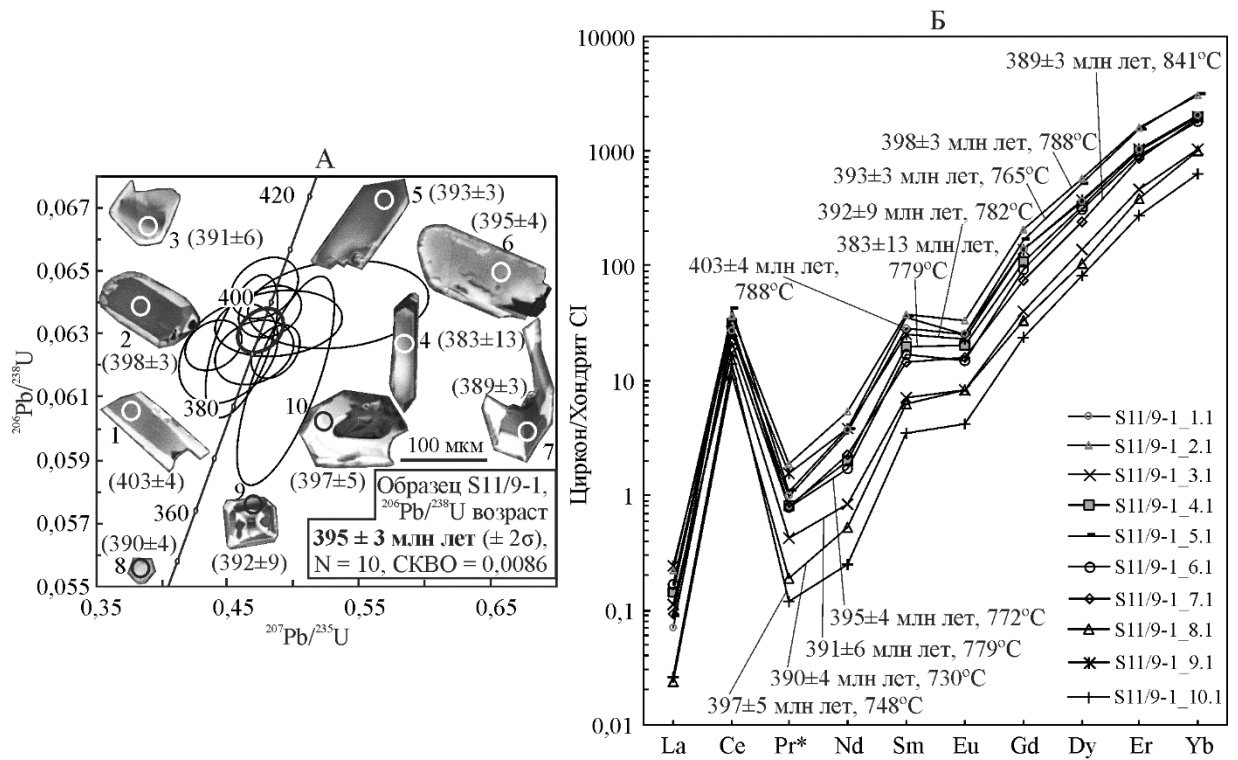 А
0,067
0,065
0,063
0,061
0,059
0,057
0,055
0,35
0,45
0,55
0,65
206Pb/238U
207Pb/235U
420
400
380
360
3 (391±6)
5 (393±3)
(395±4)
6
2
(398±3)
4 (383±13)
(389±3)
7
1
(403±4)
10
(397±5)
100 мкм
9
(392±9)
(390±4)
8
Образец S11/9-1,
206Pb/238U возраст
395 ± 3 млн лет (± 2σ),
N = 10, СКВО = 0,0086
Б
10000
1000
100
10
1
0,1
0,01
Циркон/Хондрит CI
389±3 млн лет, 841°C
398±3 млн лет, 788°C
393±3 млн лет, 765°C
392±9 млн лет, 782°C
383±13 млн лет,
779°C
403±4 млн лет,
788°C
395±4 млн лет, 772°C
391±6 млн лет, 779°C
390±4 млн лет, 730°C
397±5 млн лет, 748°C
S11/9-1_1.1
S11/9-1_2.1
S11/9-1_3.1
S11/9-1_4.1
S11/9-1_5.1
S11/9-1_6.1
S11/9-1_7.1
S11/9-1_8.1
S11/9-1_9.1
S11/9-1_10.1
La Ce Pr* Nd Sm Eu Gd Dy Er Yb